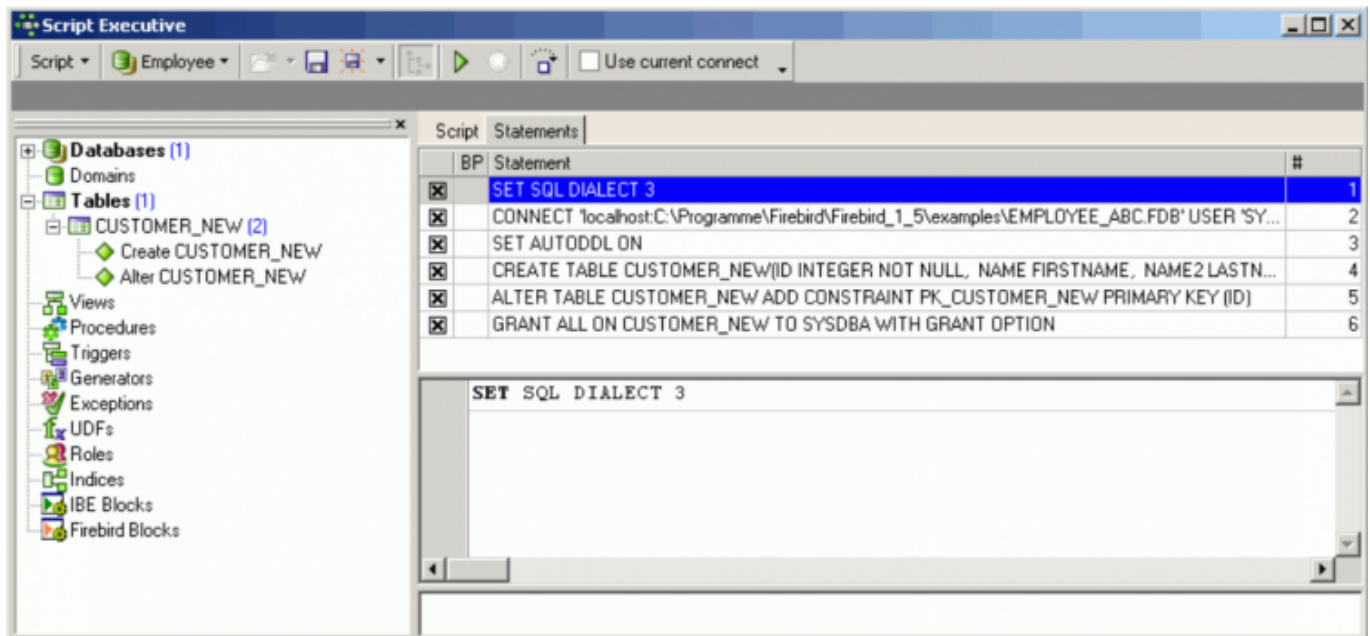 Script Executive
Script Employee Use current connect
Databases (1)
Domains
Tables (1)
CUSTOMER_NEW (2)
Create CUSTOMER_NEW
Alter CUSTOMER_NEW
Views
Procedures
Triggers
Generators
Exceptions
UDFs
Roles
Indices
IBE Blocks
Firebird Blocks
Script Statements
BP Statement #
SET SQL DIALECT 3 1
CONNECT 'localhost:C:\Programme\Firebird\Firebird_1_5\examples\EMPLOYEE_ABC.FDB' USER 'SY... 2
SET AUTODDL ON 3
CREATE TABLE CUSTOMER_NEW(ID INTEGER NOT NULL, NAME FIRSTNAME, NAME2 LASTN... 4
ALTER TABLE CUSTOMER_NEW ADD CONSTRAINT PK_CUSTOMER_NEW PRIMARY KEY (ID) 5
GRANT ALL ON CUSTOMER_NEW TO SYSDBA WITH GRANT OPTION 6
SET SQL DIALECT 3